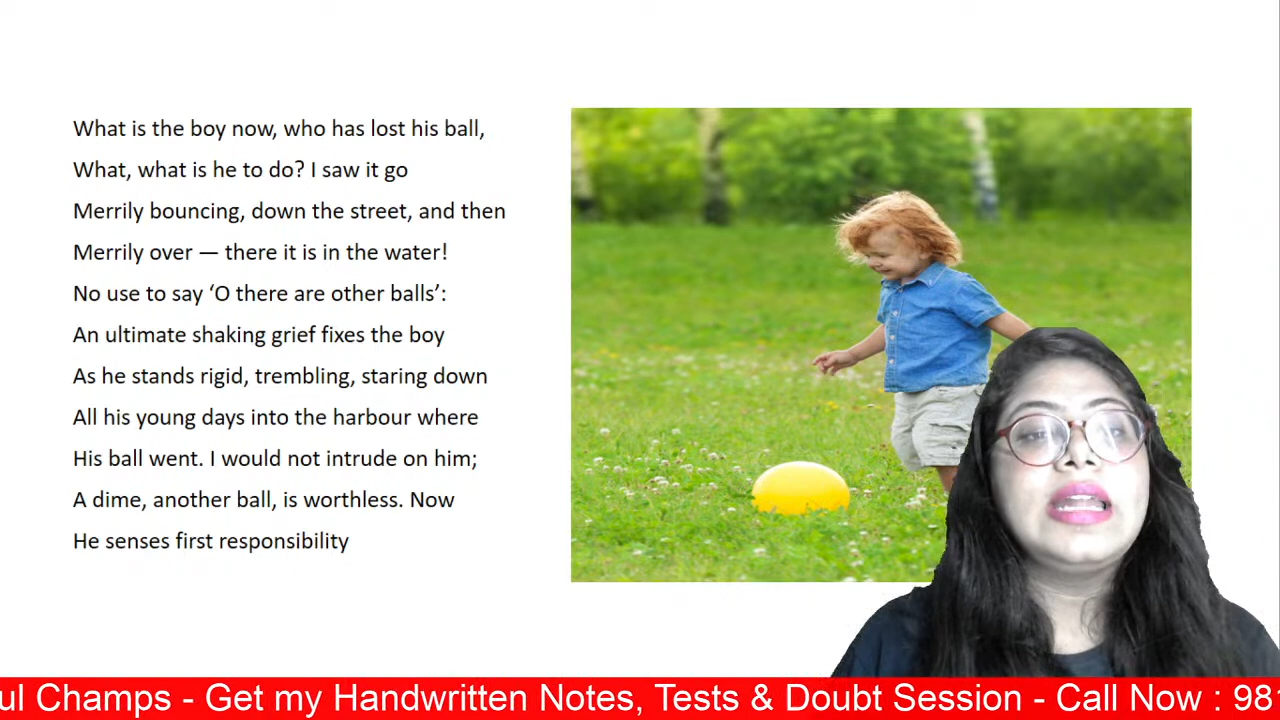 What is the boy now, who has lost his ball,
What, what is he to do? I saw it go
Merrily bouncing, down the street, and then
Merrily over — there it is in the water!
No use to say ‘O there are other balls’:
An ultimate shaking grief fixes the boy
As he stands rigid, trembling, staring down
All his young days into the harbour where
His ball went. I would not intrude on him;
A dime, another ball, is worthless. Now
He senses first responsibility
ul Champs - Get my Handwritten Notes, Tests & Doubt Session - Call Now : 98